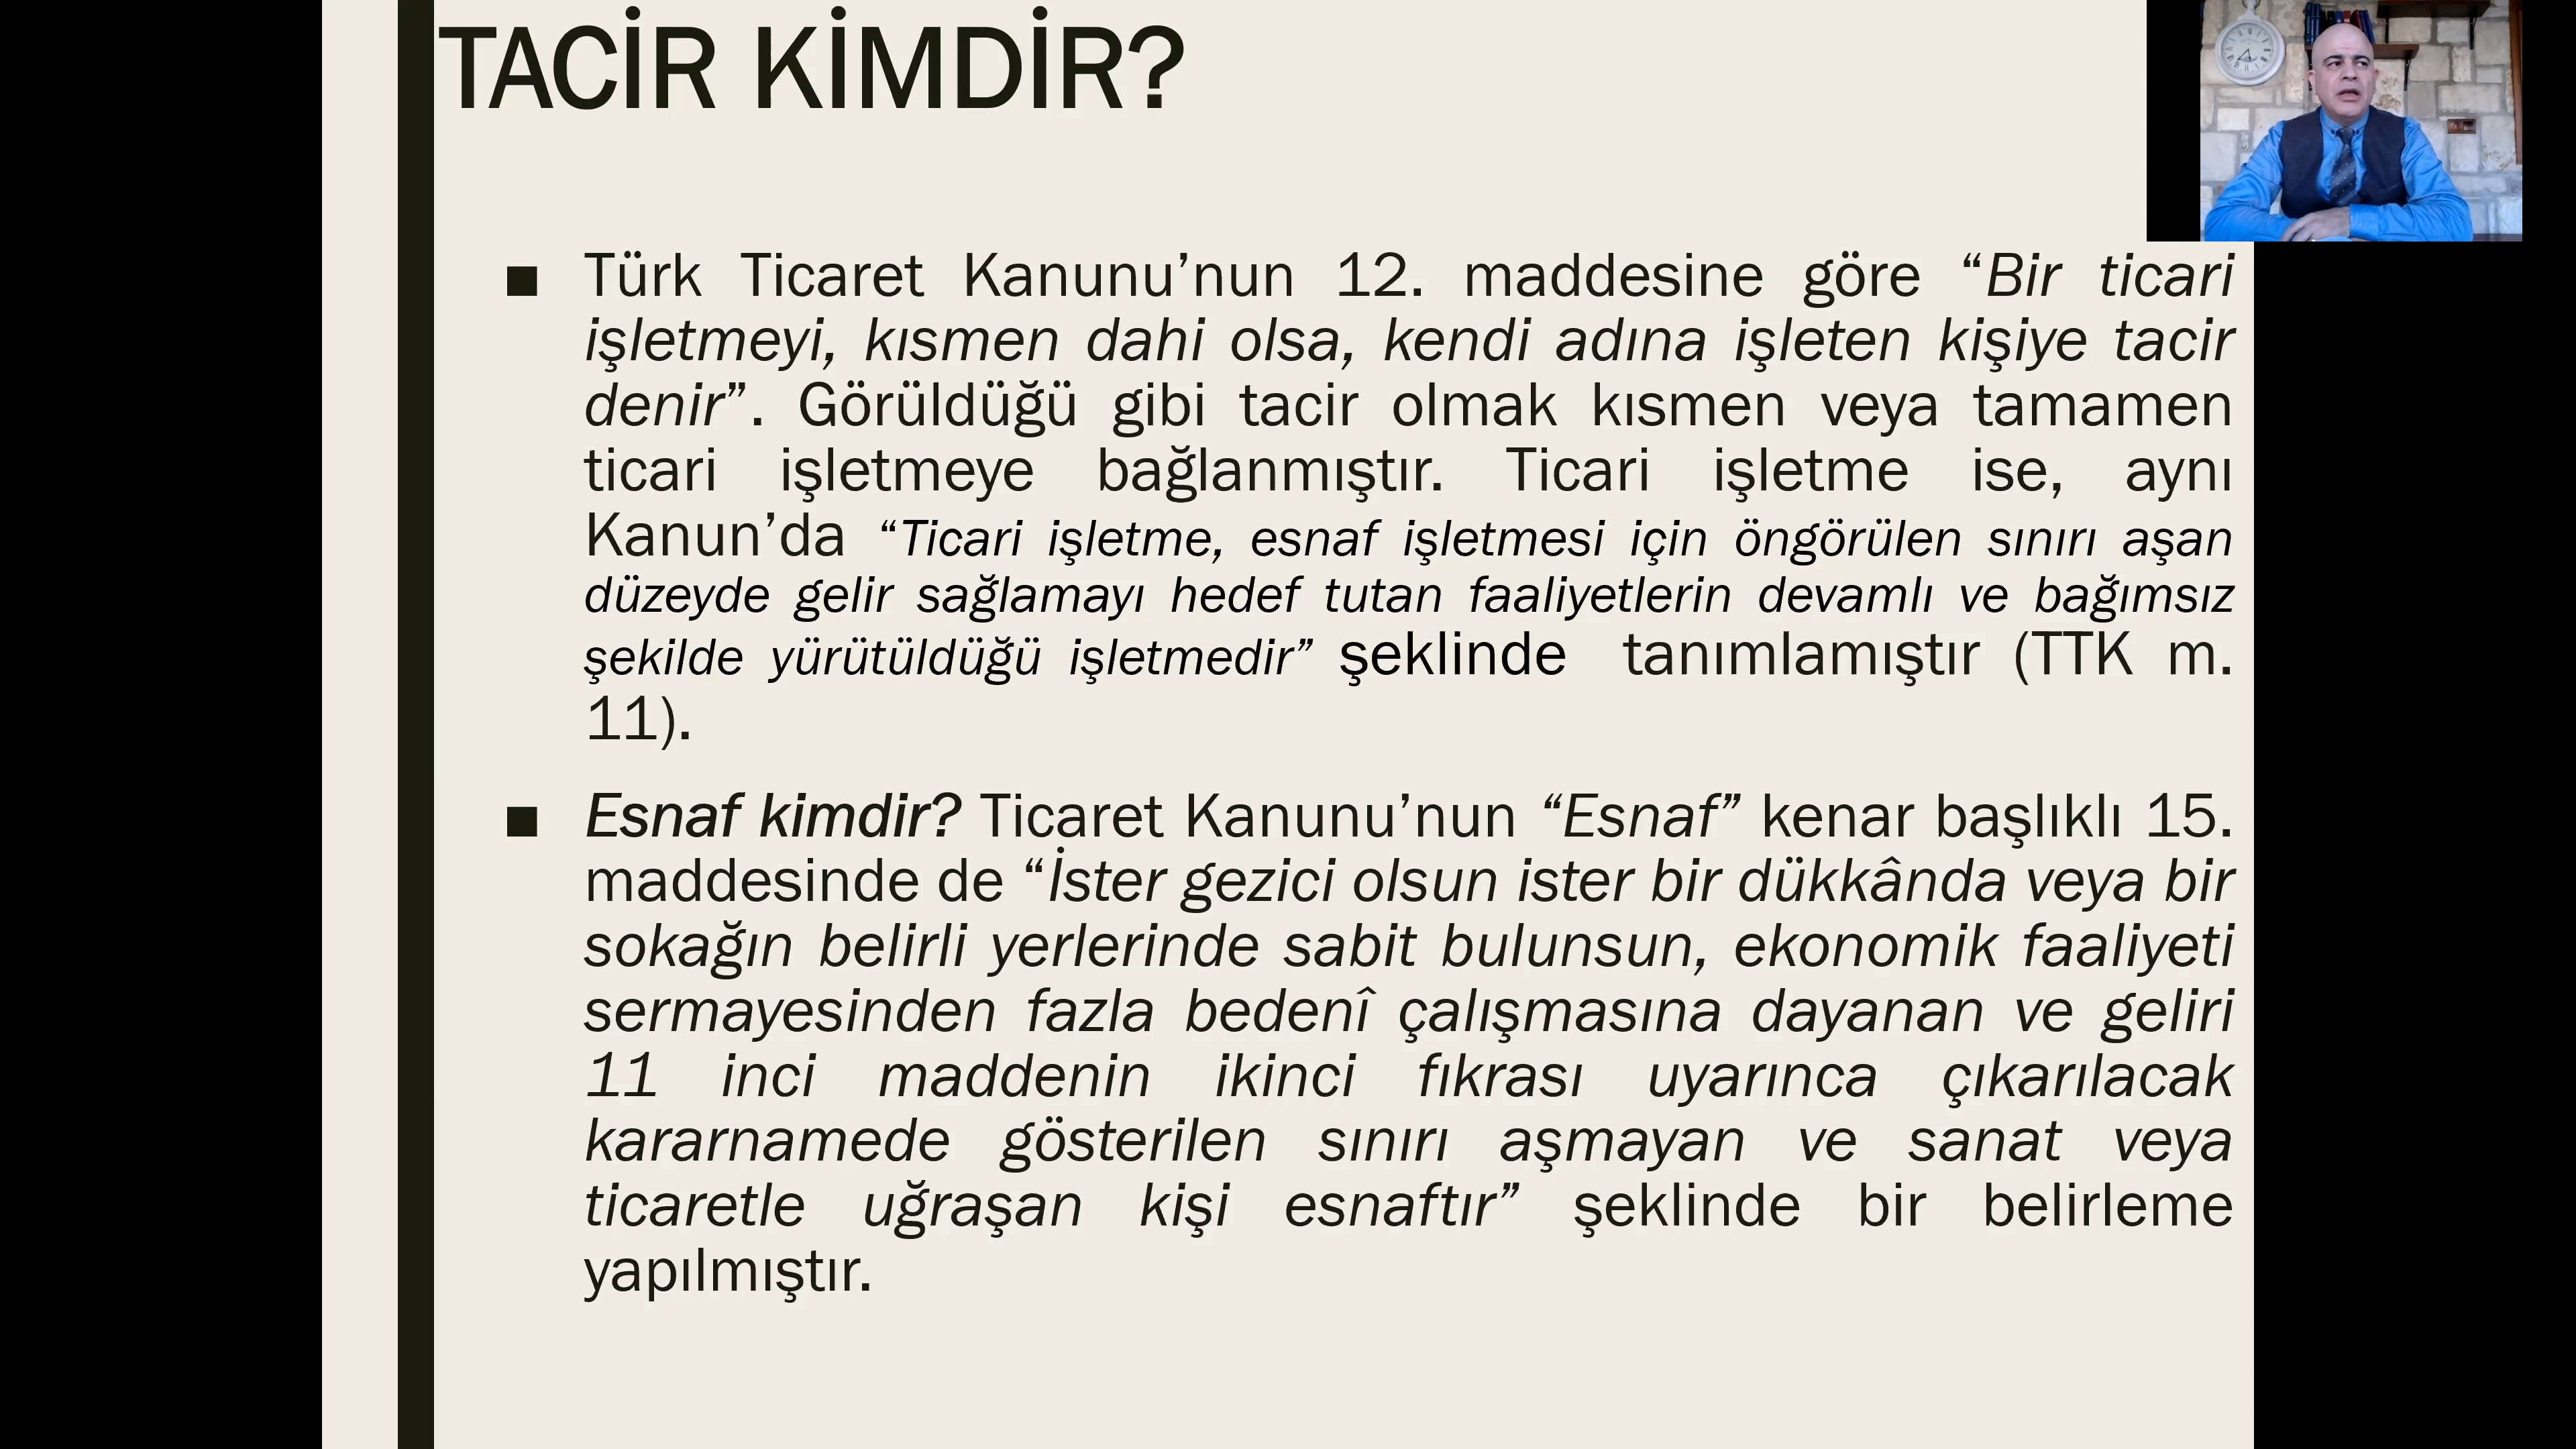 TACİR KİMDİR?
■ Türk Ticaret Kanunu’nun 12. maddesine göre “Bir ticari
işletmeyi, kısmen dahi olsa, kendi adına işleten kişiye tacir
denir”. Görüldüğü gibi tacir olmak kısmen veya tamamen
ticari işletmeye bağlanmıştır. Ticari işletme ise, aynı
Kanun’da “Ticari işletme, esnaf işletmesi için öngörülen sınırı aşan
düzeyde gelir sağlamayı hedef tutan faaliyetlerin devamlı ve bağımsız
şekilde yürütüldüğü işletmedir” şeklinde tanımlamıştır (TTK m.
11).
■ Esnaf kimdir? Ticaret Kanunu’nun “Esnaf” kenar başlıklı 15.
maddesinde de “İster gezici olsun ister bir dükkânda veya bir
sokağın belirli yerlerinde sabit bulunsun, ekonomik faaliyeti
sermayesinden fazla bedenî çalışmasına dayanan ve geliri
11 inci maddenin ikinci fıkrası uyarınca çıkarılacak
kararnamede gösterilen sınırı aşmayan ve sanat veya
ticaretle uğraşan kişi esnaftır” şeklinde bir belirleme
yapılmıştır.